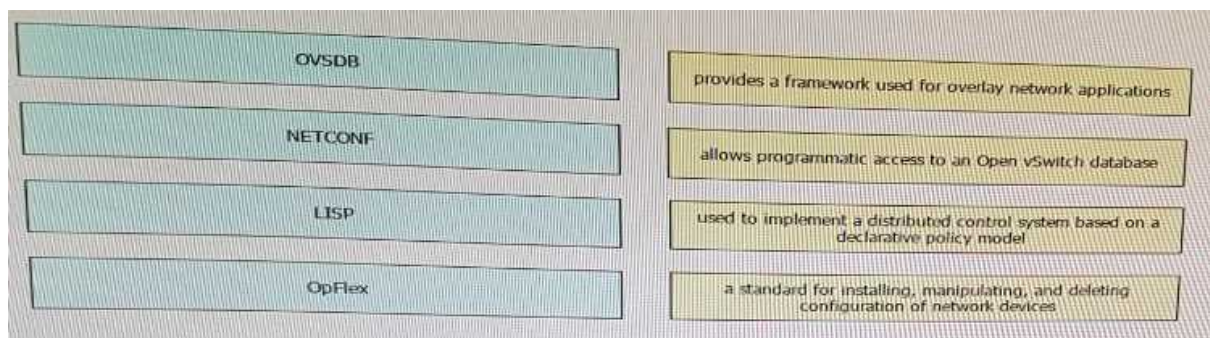 OVSDB
NETCONF
LISP
OpFlex
provides a framework used for overlay network applications
allows programmatic access to an Open vSwitch database
used to implement a distributed control system based on a
declarative policy model
a standard for installing, manipulating, and deleting
configuration of network devices